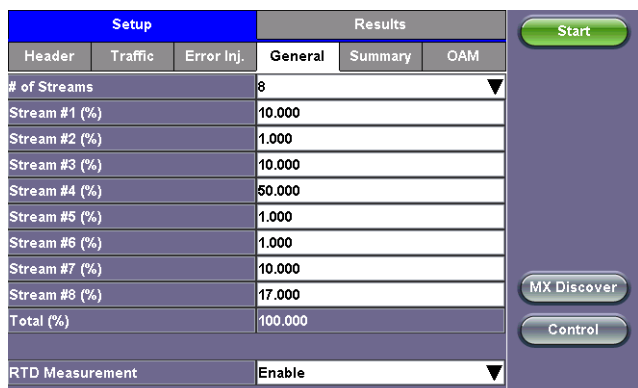 Setup Results
Start
Header Traffic Error Inj. General Summary OAM
# of Streams 8
Stream #1 (%) 10.000
Stream #2 (%) 1.000
Stream #3 (%) 10.000
Stream #4 (%) 50.000
Stream #5 (%) 1.000
Stream #6 (%) 1.000
Stream #7 (%) 10.000
MX Discover
Stream #8 (%) 17.000
Total (%) 100.000
Control
RTD Measurement Enable